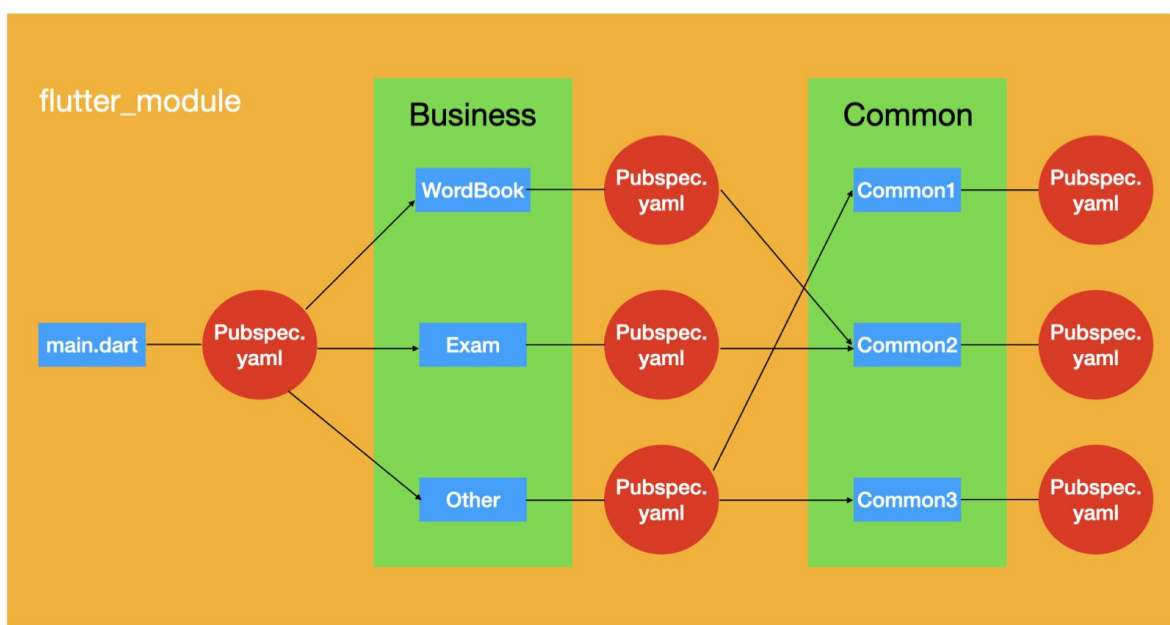 flutter_module
Business
Common
WordBook
Pubspec.
yaml
Common1
Pubspec.
yaml
main.dart
Pubspec.
yaml
Exam
Pubspec.
yaml
Common2
Pubspec.
yaml
Other
Pubspec.
yaml
Common3
Pubspec.
yaml